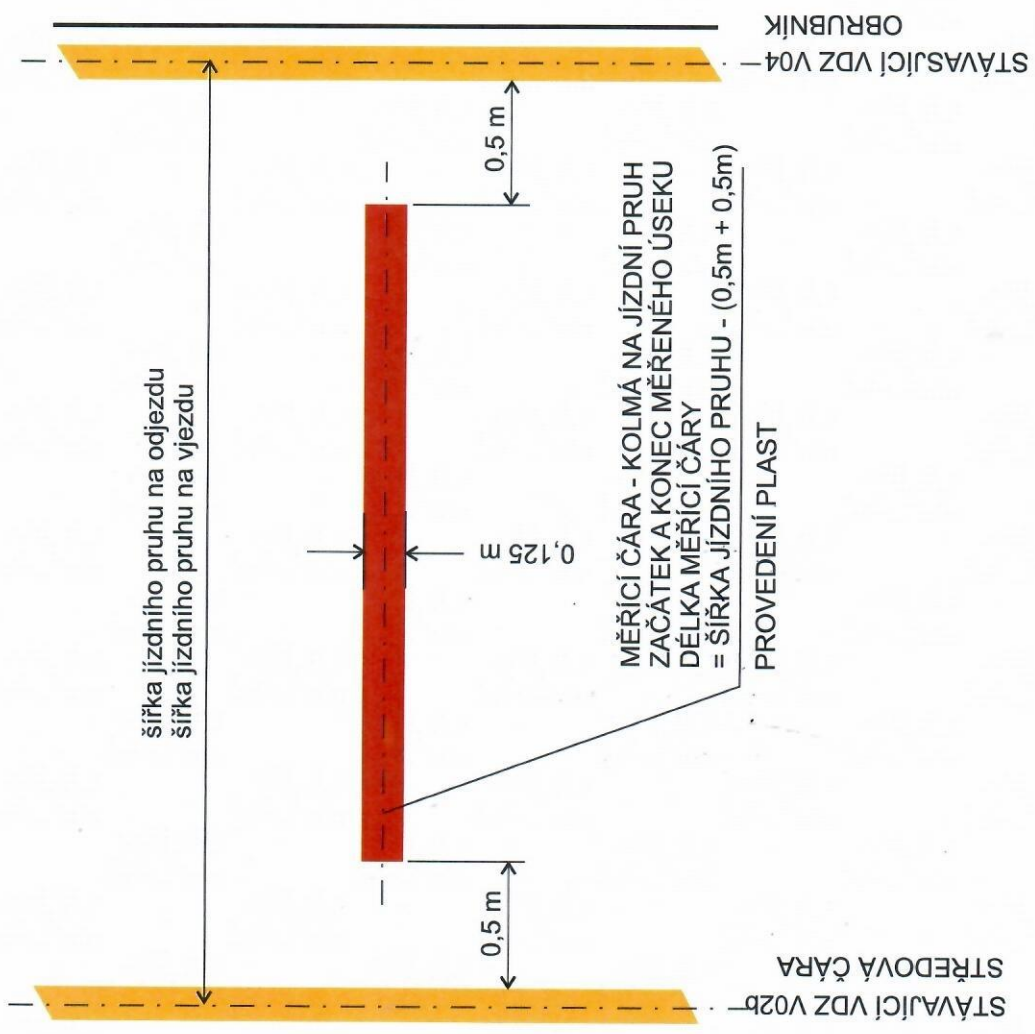 šířka jízdního pruhu na odjezdu
šířka jízdního pruhu na vjezdu
0,5 m
0,125 m
0,5 m
MĚŘÍCÍ ČÁRA - KOLMÁ NA JÍZDNÍ PRUH
ZAČÁTEK A KONEC MĚŘENÉHO ÚSEKU
DÉLKA MĚŘÍCÍ ČÁRY
= ŠÍŘKA JÍZDNÍHO PRUHU - (0,5m + 0,5m)
PROVEDENÍ PLAST
STÁVAJÍCÍ VDZ V02b
STŘEDOVÁ ČÁRA
STÁVASJÍCÍ VDZ V04
OBRUBNÍK